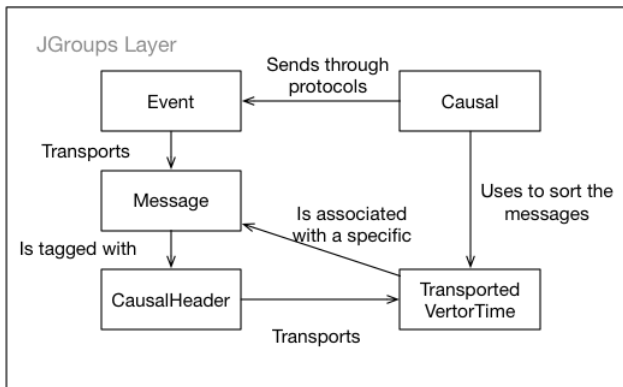 JGroups Layer
Sends through
protocols
Event
Causal
Transports
Uses to sort the
messages
Message
Is associated
with a specific
Is tagged with
CausalHeader
Transported
VertorTime
Transports